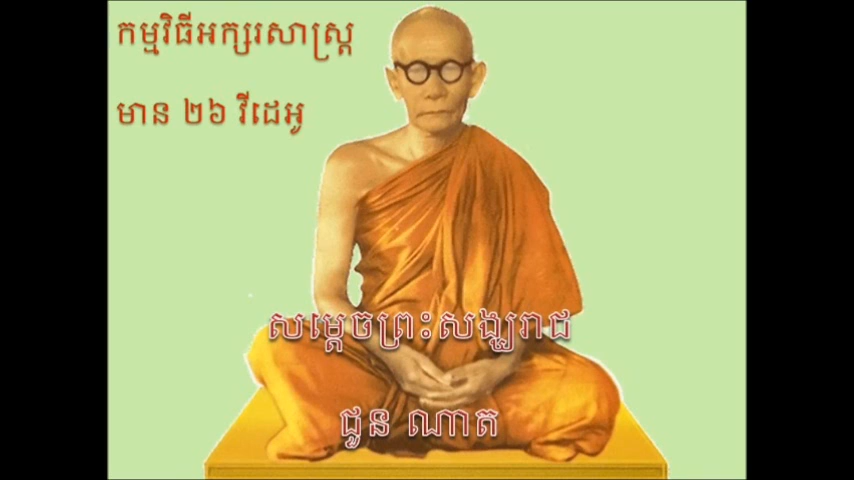 កម្មវិធីអក្សរសាស្ត្រ
មាន ២៦ វីដេអូ
សម្ដេចព្រះសង្ឃរាជ
ជួន ណាត